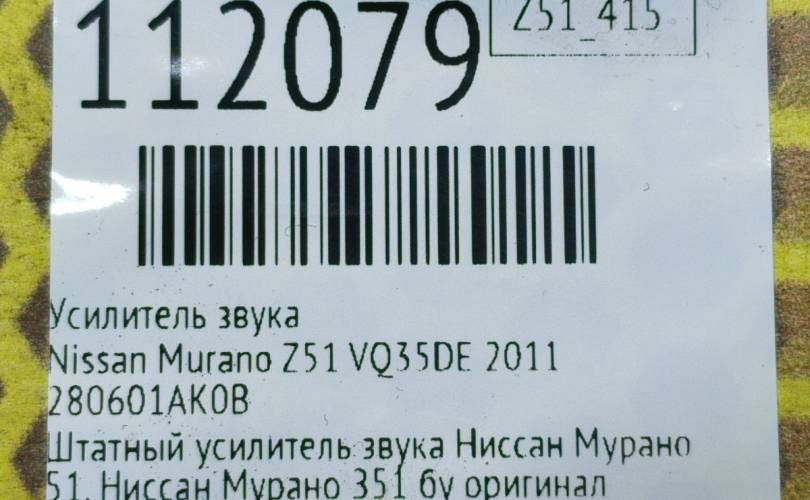 112079
Z51_415
Усилитель звука
Nissan Murano Z51 VQ35DE 2011
280601AK0B
Штатный усилитель звука Ниссан Мурано
51, Ниссан Мурано З51 бу оригинал